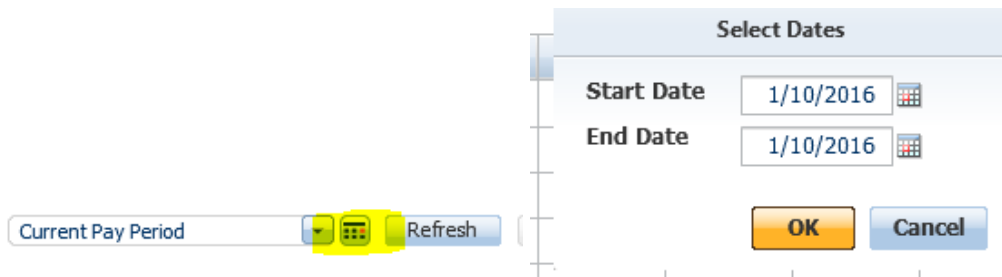 Select Dates
Start Date 1/10/2016
End Date 1/10/2016
OK Cancel
Current Pay Period Refresh